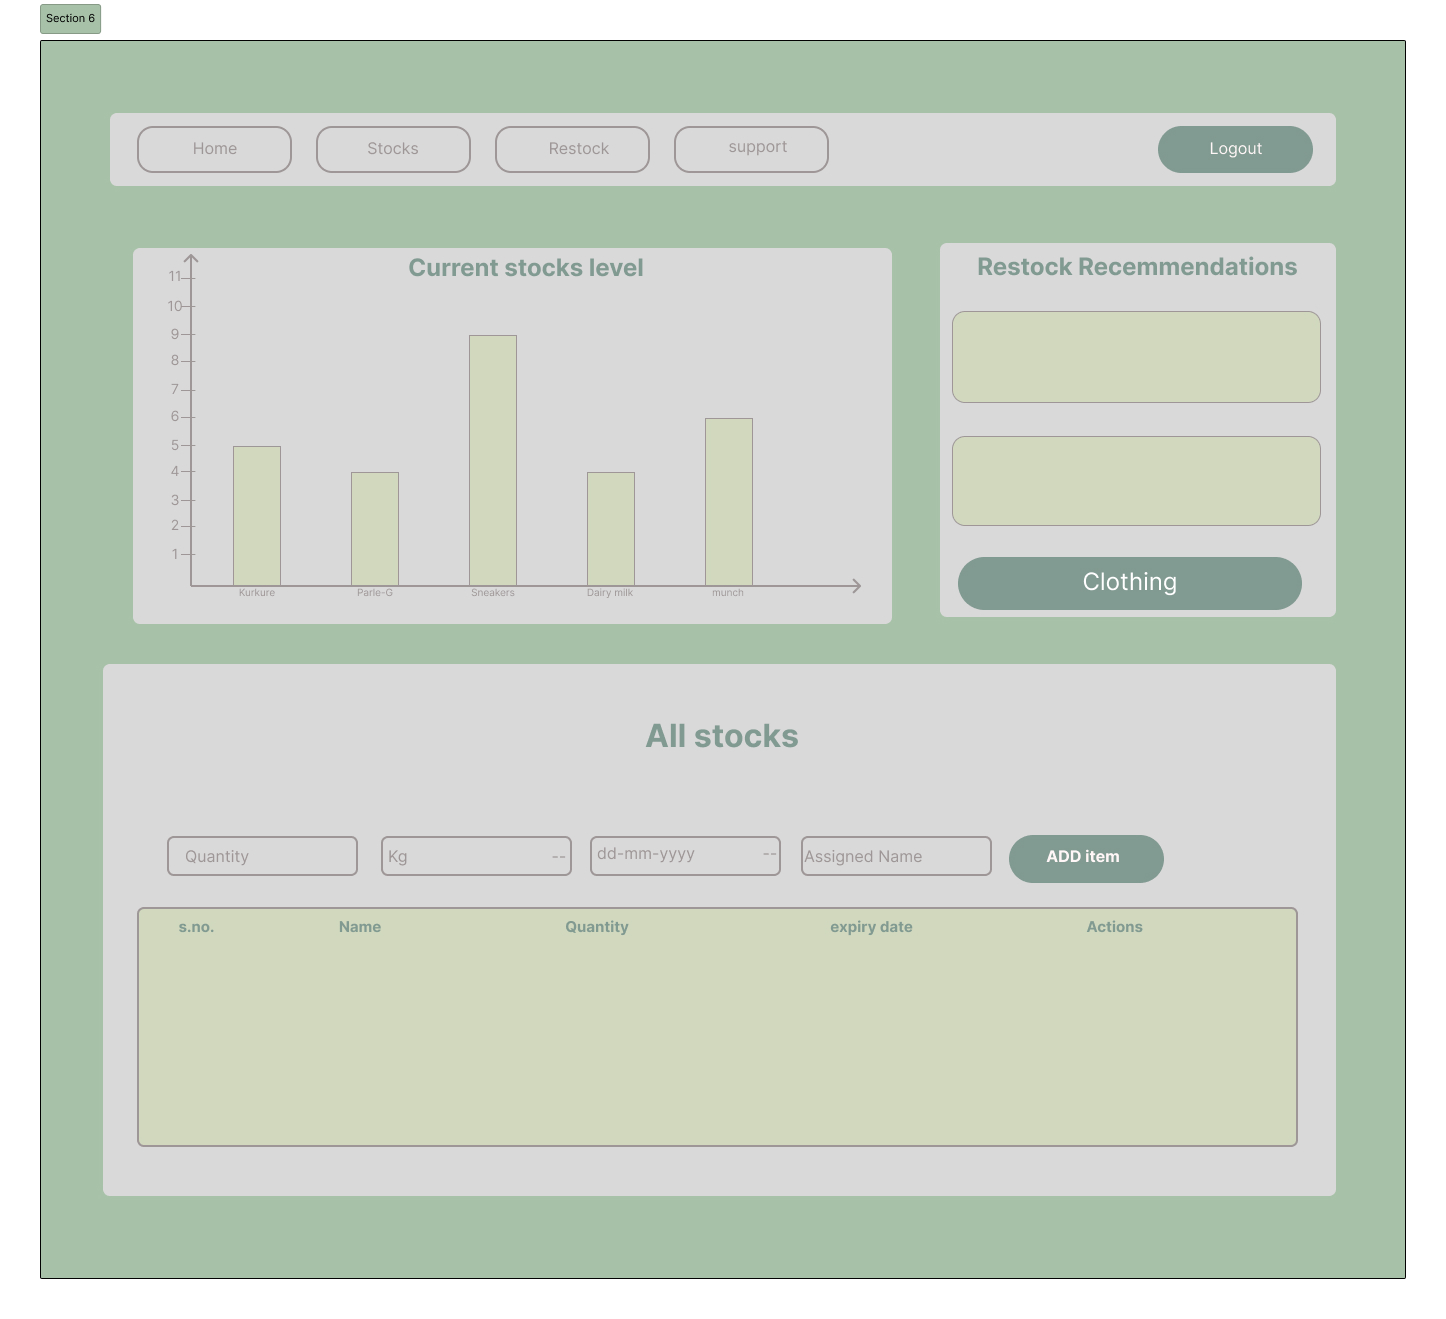 Section 6
Home
Stocks
Restock
support
Logout
Current stocks level
11
10
9
8
7
6
5
4
3
2
1
Kurkure
Parle-G
Sneakers
Dairy milk
munch
Restock Recemmendations
Clothing
All stocks
Quantity
Kg
--
dd-mm-yyyy
--
Assigned Name
ADD item
s.no.
Name
Quantity
expiry date
Actions